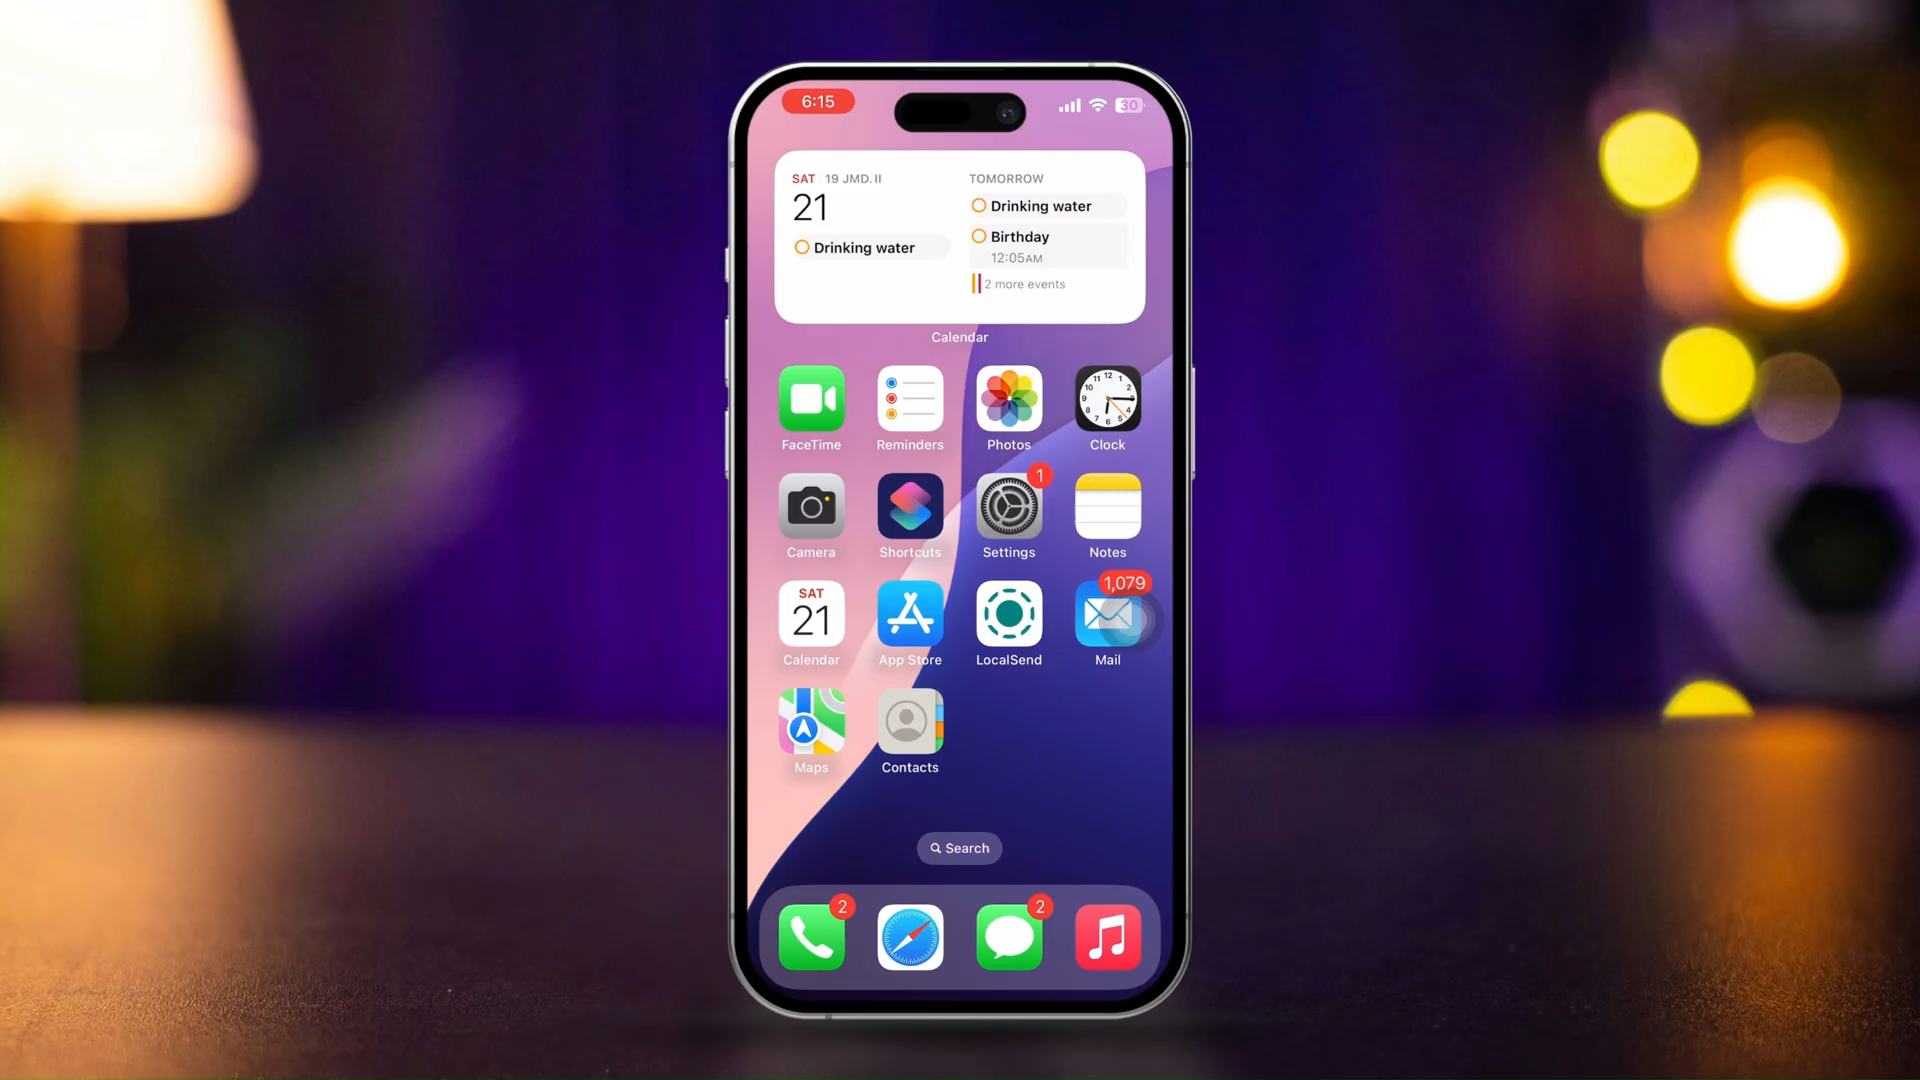 6:15
30
SAT 19 JMD. II
21
Drinking water
TOMORROW
Drinking water
Birthday
12:05AM
2 more events
Calendar
FaceTime
Reminders
Photos
Clock
Camera
Shortcuts
1
Settings
Notes
SAT
21
Calendar
App Store
LocalSend
1,079
Mail
Maps
Contacts
Search
2
2